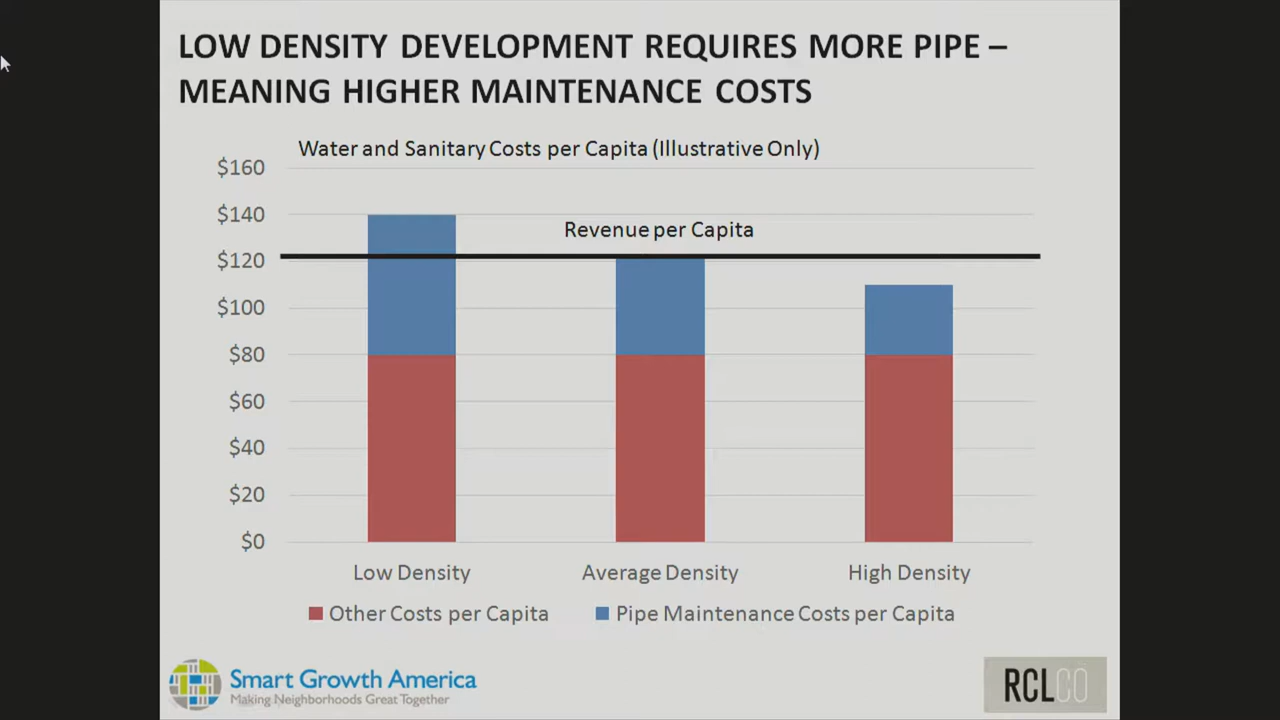 LOW DENSITY DEVELOPMENT REQUIRES MORE PIPE –
MEANING HIGHER MAINTENANCE COSTS
Water and Sanitary Costs per Capita (Illustrative Only)
$160
$140
Revenue per Capita
$120
$100
$80
$60
$40
$20
$0
Low Density
Average Density
High Density
Other Costs per Capita
Pipe Maintenance Costs per Capita
Smart Growth America
Making Neighborhoods Great Together
RCLCO